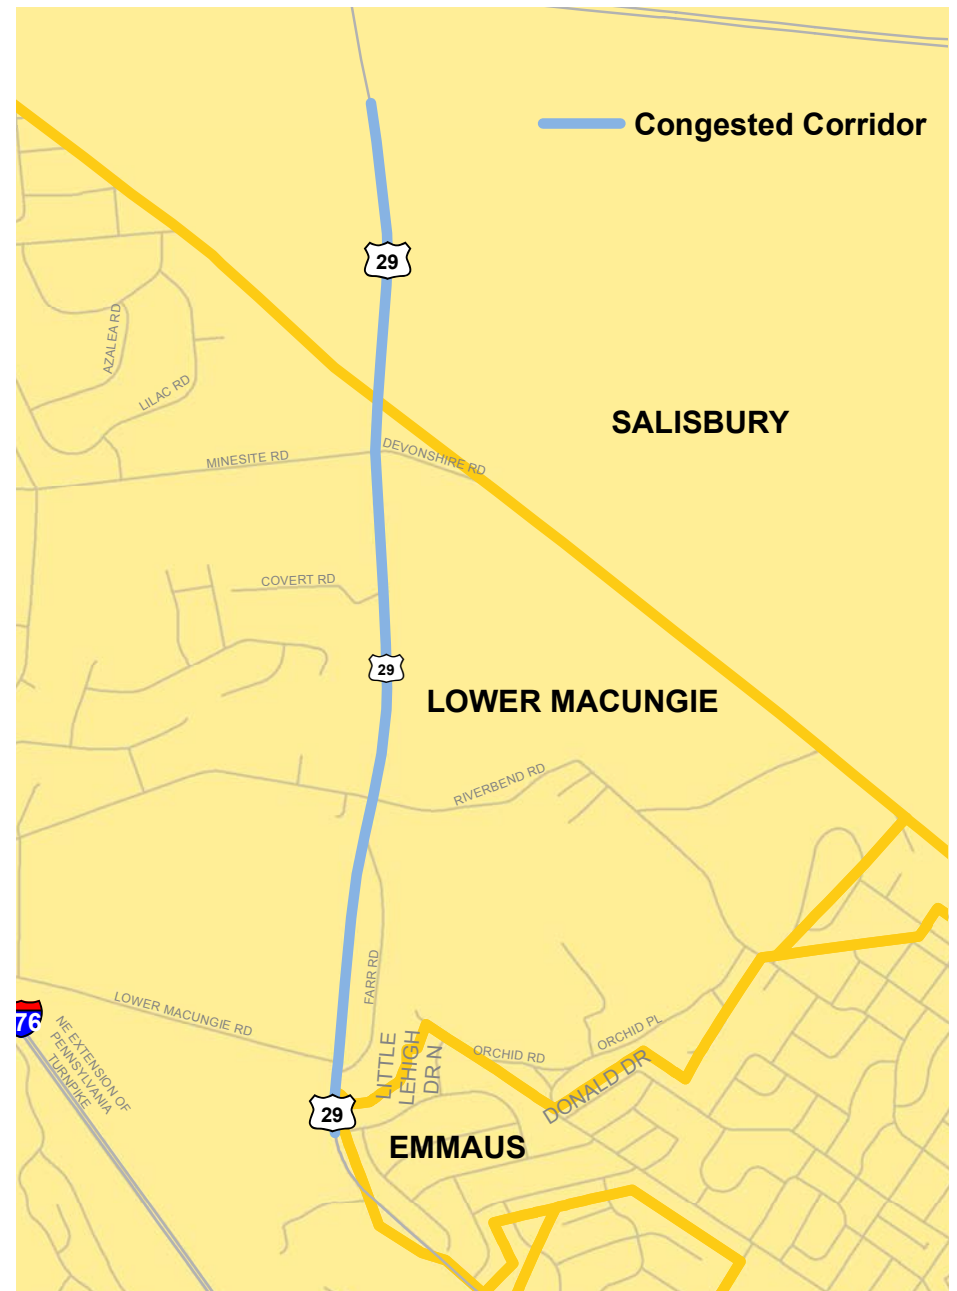 Congested Corridor
29
AZALEA RD
LILAC RD
SALISBURY
MINESITE RD
DEVONSHIRE RD
COVERT RD
29
LOWER MACUNGIE
RIVERBEND RD
FARR RD
LOWER MACUNGIE RD
76
NE EXTENSION OF
PENNSYLVANIA
TURNPIKE
LITTLE
LEHIGH
DR N
ORCHID RD
ORCHID PL
DONALD DR
29
EMMAUS